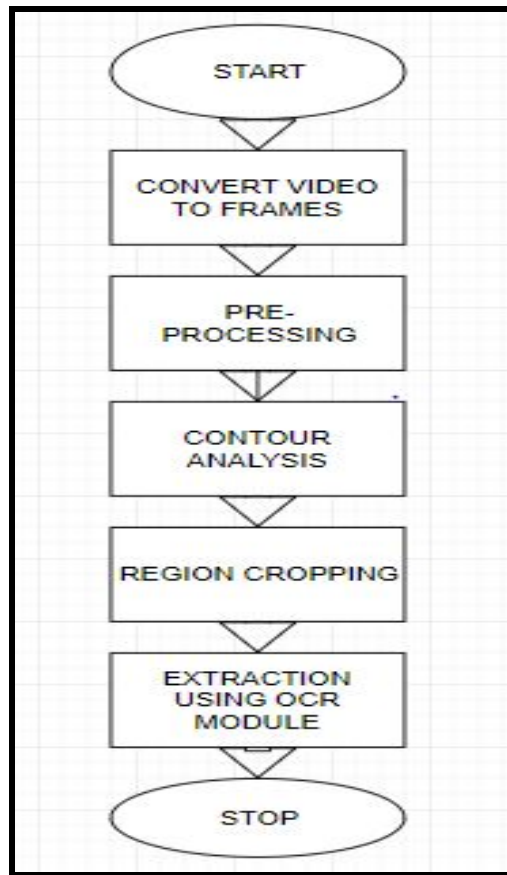 START
CONVERT VIDEO
TO FRAMES
PRE-
PROCESSING
CONTOUR
ANALYSIS
REGION CROPPING
EXTRACTION
USING OCR
MODULE
STOP